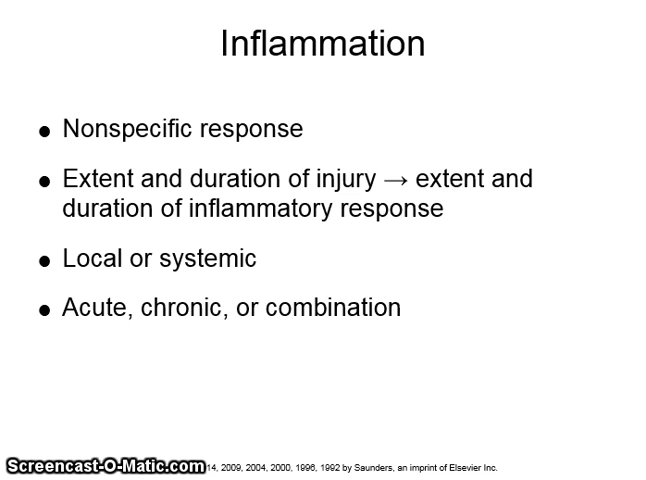 Inflammation
● Nonspecific response
● Extent and duration of injury → extent and
duration of inflammatory response
● Local or systemic
● Acute, chronic, or combination
Screencast-O-Matic.com 14, 2009, 2004, 2000, 1996, 1992 by Saunders, an imprint of Elsevier Inc.